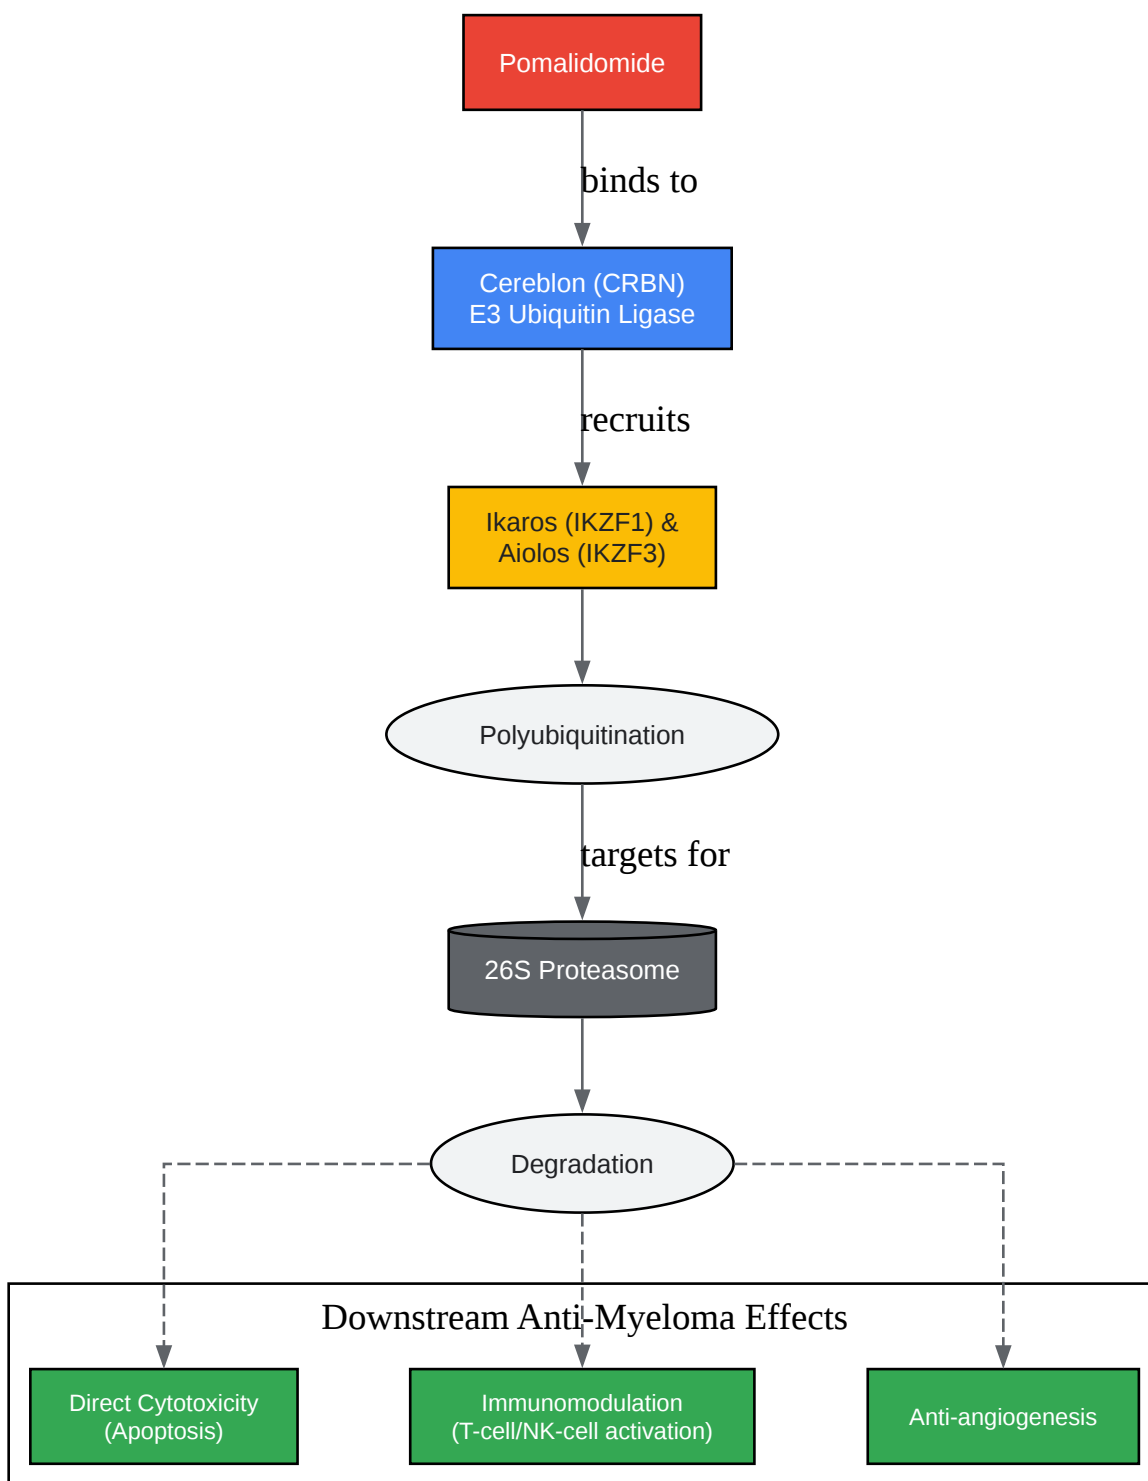 Pomalidomide
binds to
Cereblon (CRBN)
E3 Ubiquitin Ligase
recruits
Ikaros (IKZF1) &
Aiolos (IKZF3)
Polyubiquitination
targets for
26S Proteasome
Degradation
Downstream Anti-Myeloma Effects
Direct Cytotoxicity
(Apoptosis)
Immunomodulation
(T-cell/NK-cell activation)
Anti-angiogenesis